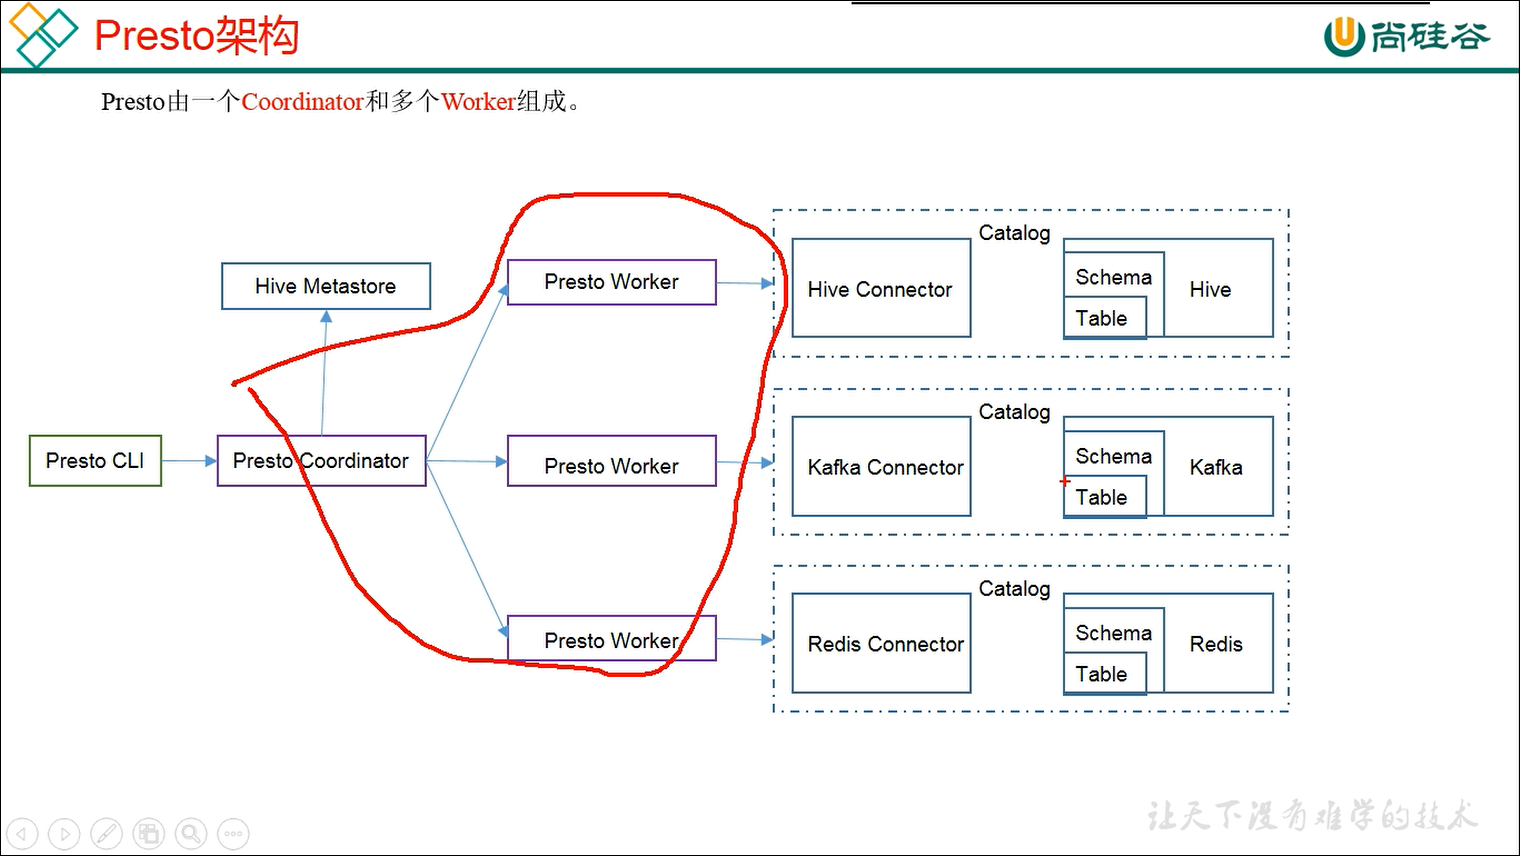 Presto架构
尚硅谷
Presto由一个Coordinator和多个Worker组成。
Hive Metastore
Presto CLI
Presto Coordinator
Presto Worker
Presto Worker
Presto Worker
Catalog
Hive Connector
Schema
Table
Hive
Catalog
Kafka Connector
Schema
Table
Kafka
Catalog
Redis Connector
Schema
Table
Redis
让天下没有难学的技术